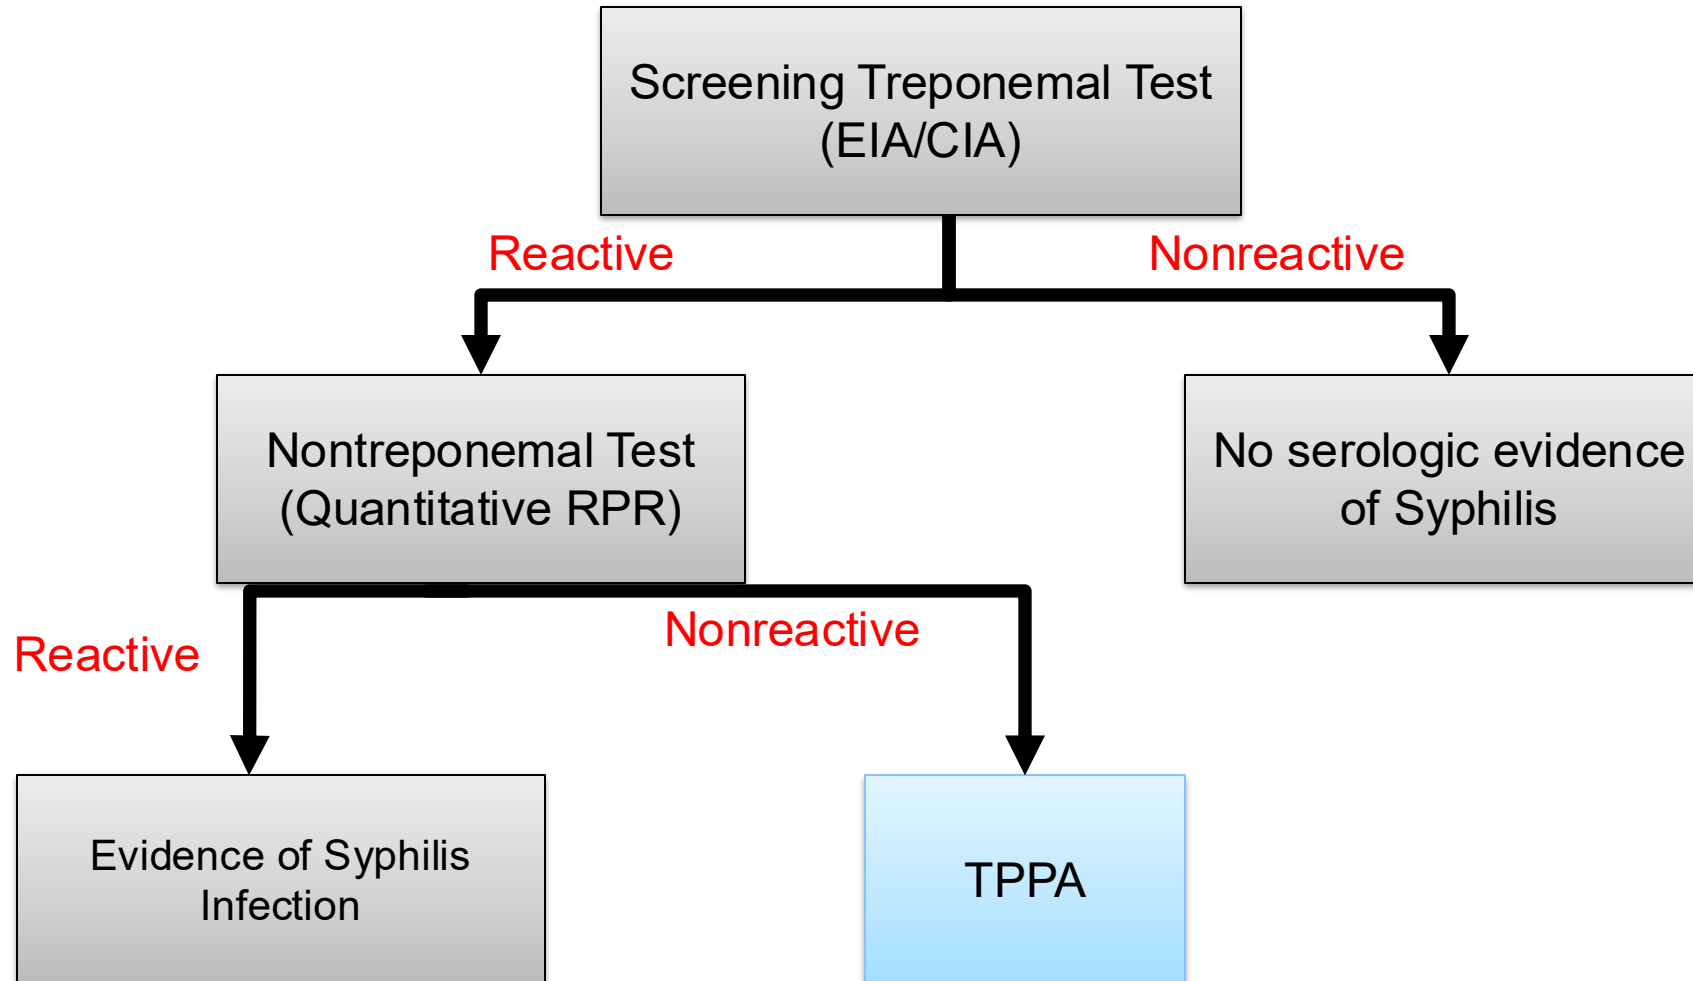 Screening Treponemal Test
(EIA/CIA)
Reactive
Nonreactive
Nontreponemal Test
(Quantitative RPR)
No serologic evidence
of Syphilis
Reactive
Nonreactive
Evidence of Syphilis
Infection
TPPA